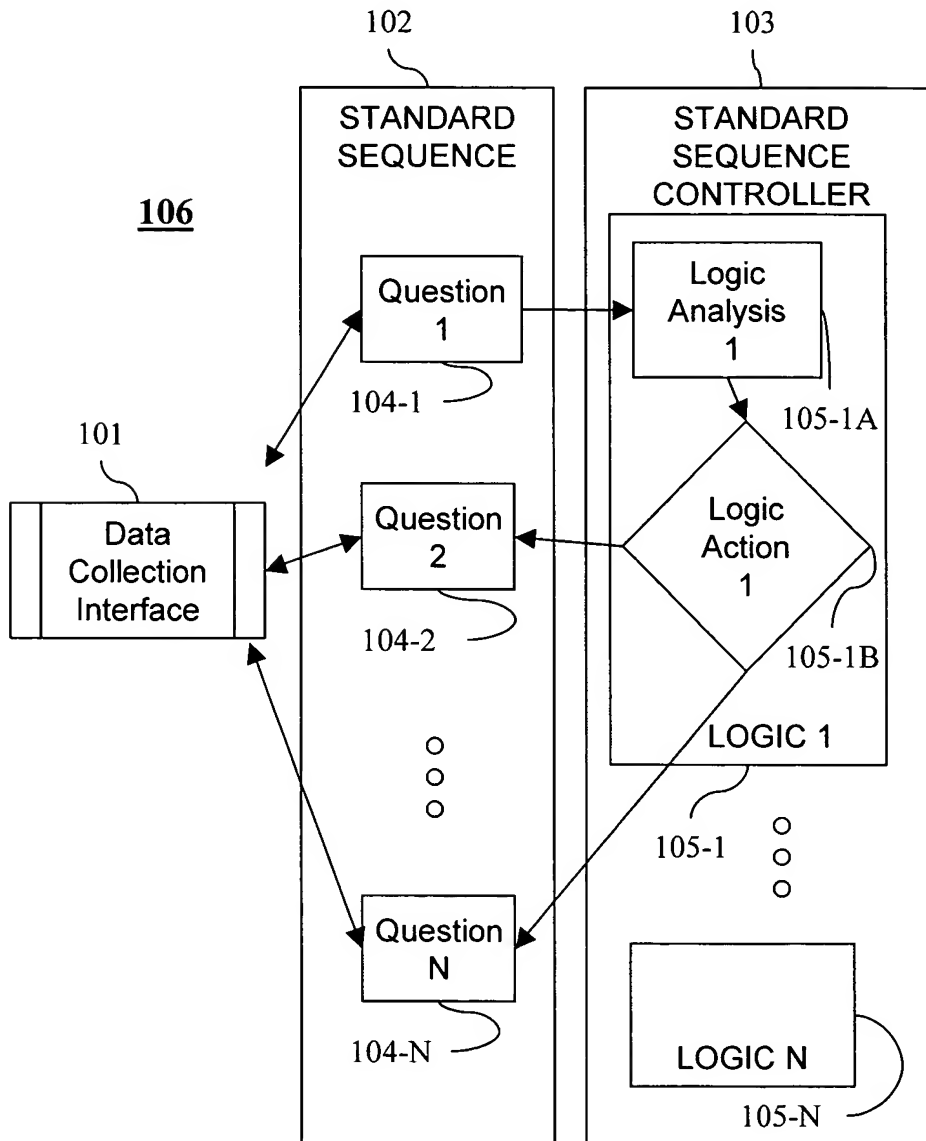 102
103
STANDARD
SEQUENCE
STANDARD
SEQUENCE
CONTROLLER
106
Question
1
Logic
Analysis
1
104-1
105-1A
101
Data
Collection
Interface
Question
2
Logic
Action
1
104-2
105-1B
LOGIC 1
105-1
Question
N
104-N
LOGIC N
105-N